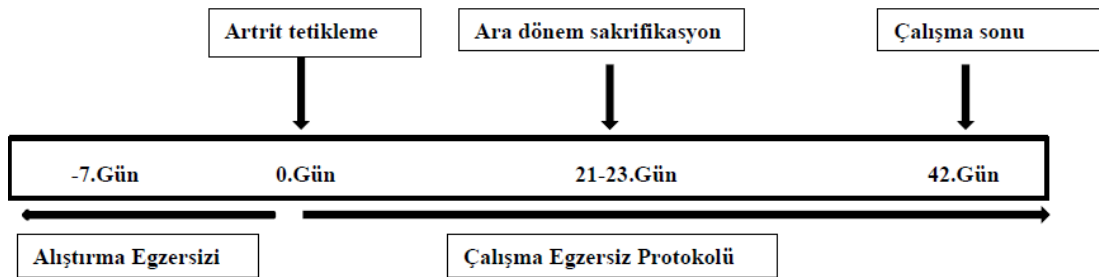 Artrit tetikleme
Ara dönem sakrifikasyon
Çalışma sonu
-7.Gün
0.Gün
21-23.Gün
42.Gün
Alıştırma Egzersizi
Çalışma Egzersiz Protokolü